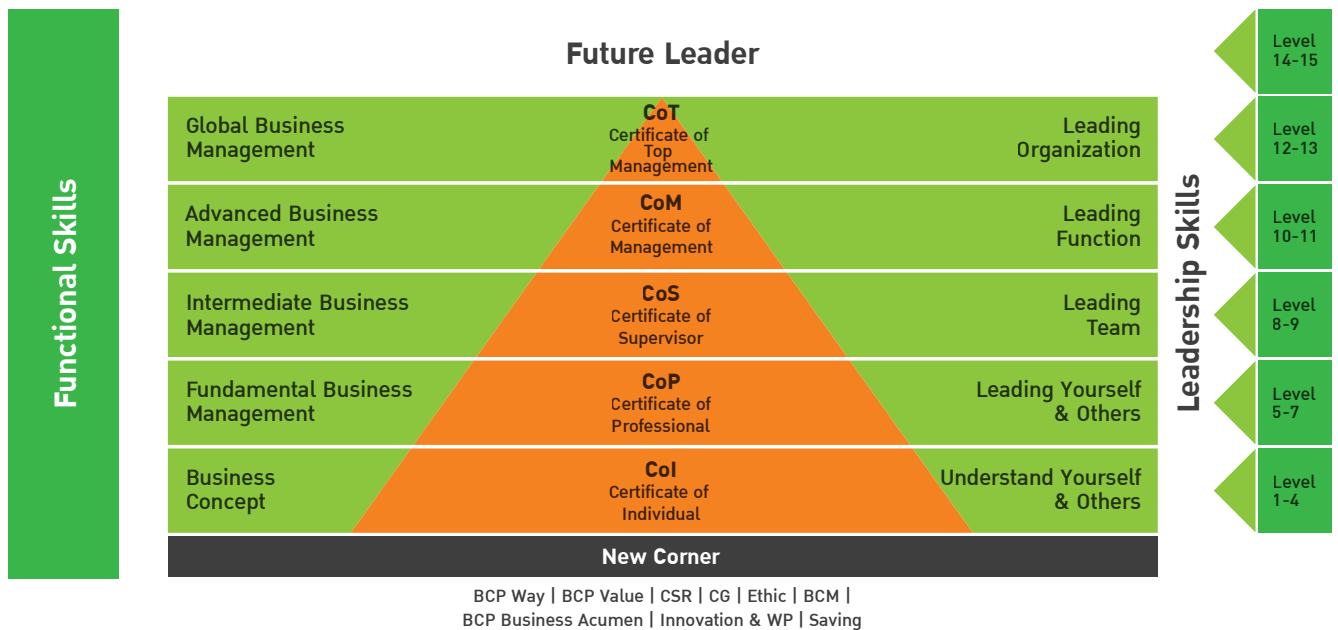 Functional Skills
Future Leader
Level
14-15
Global Business
Management
CoT
Certificate of
Top
Management
Leading
Organization
Level
12-13
Advanced Business
Management
CoM
Certificate of
Management
Leading
Function
Level
10-11
Leadership Skills
Intermediate Business
Management
CoS
Certificate of
Supervisor
Leading
Team
Level
8-9
Fundamental Business
Management
CoP
Certificate of
Professional
Leading Yourself
& Others
Level
5-7
Business
Concept
CoI
Certificate of
Individual
Understand Yourself
& Others
Level
1-4
New Corner
BCP Way | BCP Value | CSR | CG | Ethic | BCM |
BCP Business Acumen | Innovation & WP | Saving